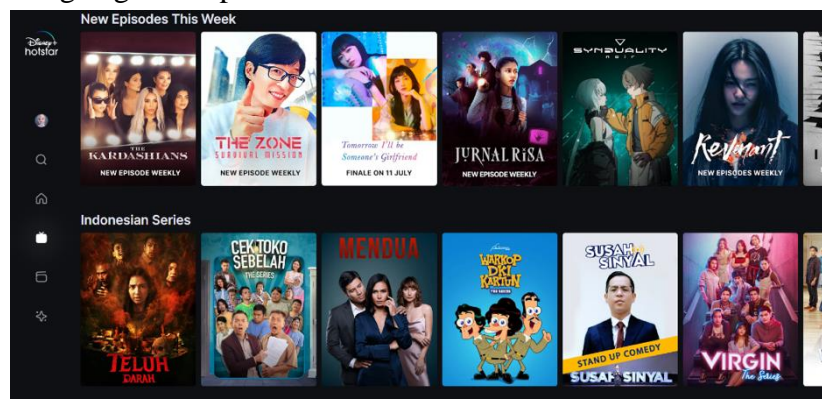 New Episodes This Week
Disney+
hotstar
THE
KARDASHIANS
NEW EPISODE WEEKLY
THE ZONE
SURVIVAL MISSION
NEW EPISODE WEEKLY
Tomorrow, I'll be
Someone's Girlfriend
FINALE ON 11 JULY
JURNAL RISA
NEW EPISODE WEEKLY
SYNDUALITY
NOIR
Revenant
NEW EPISODES WEEKLY
Indonesian Series
TELUH
DARAH
CEK TOKO
SEBELAH
THE SERIES
MENDUA
WARKOP
DKI
KARTUN
SUSAH
SINYAL
STAND UP COMEDY
SUSAH SINYAL
VIRGIN
The Series